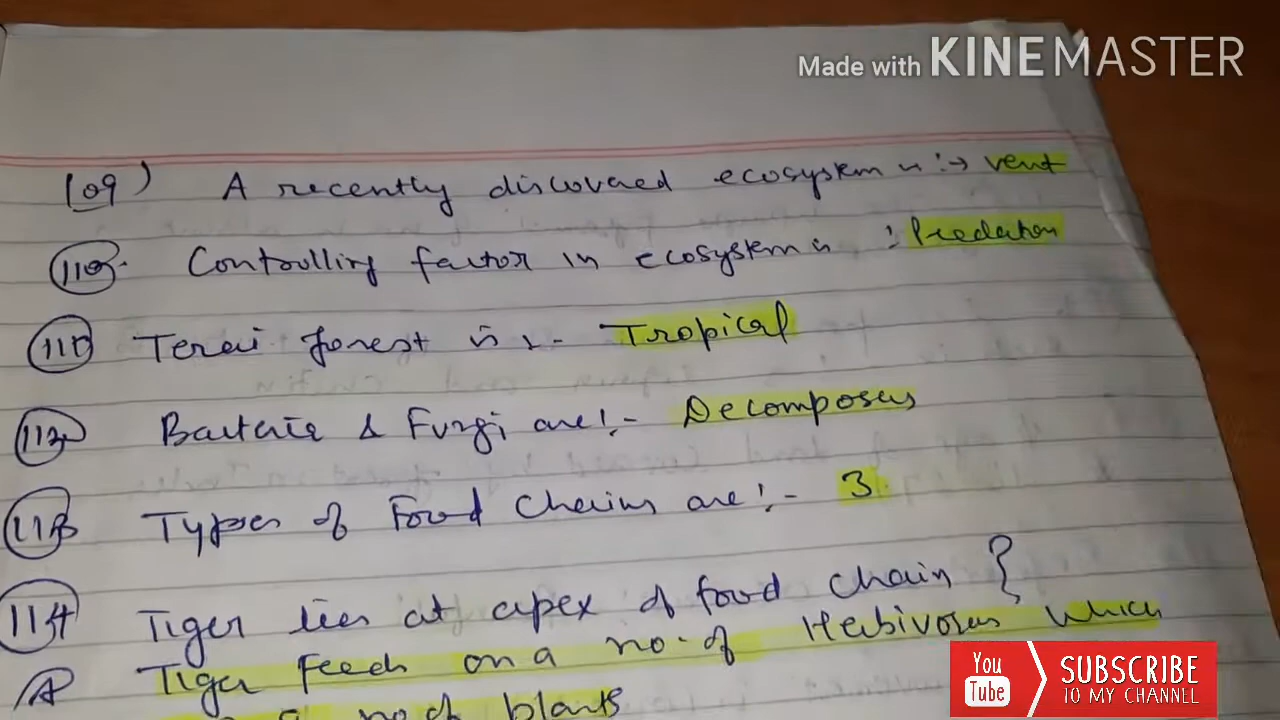 Made with KINEMASTER
109) A recently discovered ecosystem is :→ vent
110. Controlling factor in ecosystem is : Predators
111) Terai forest is :- Tropical
112) Bacteria & Fungi are :- Decomposers
113) Types of Food Chains are :- 3
114) Tiger lies at apex of food chain }
A Tiger Feeds on a no. of Herbivores which
a no of plants
You Tube SUBSCRIBE
TO MY CHANNEL